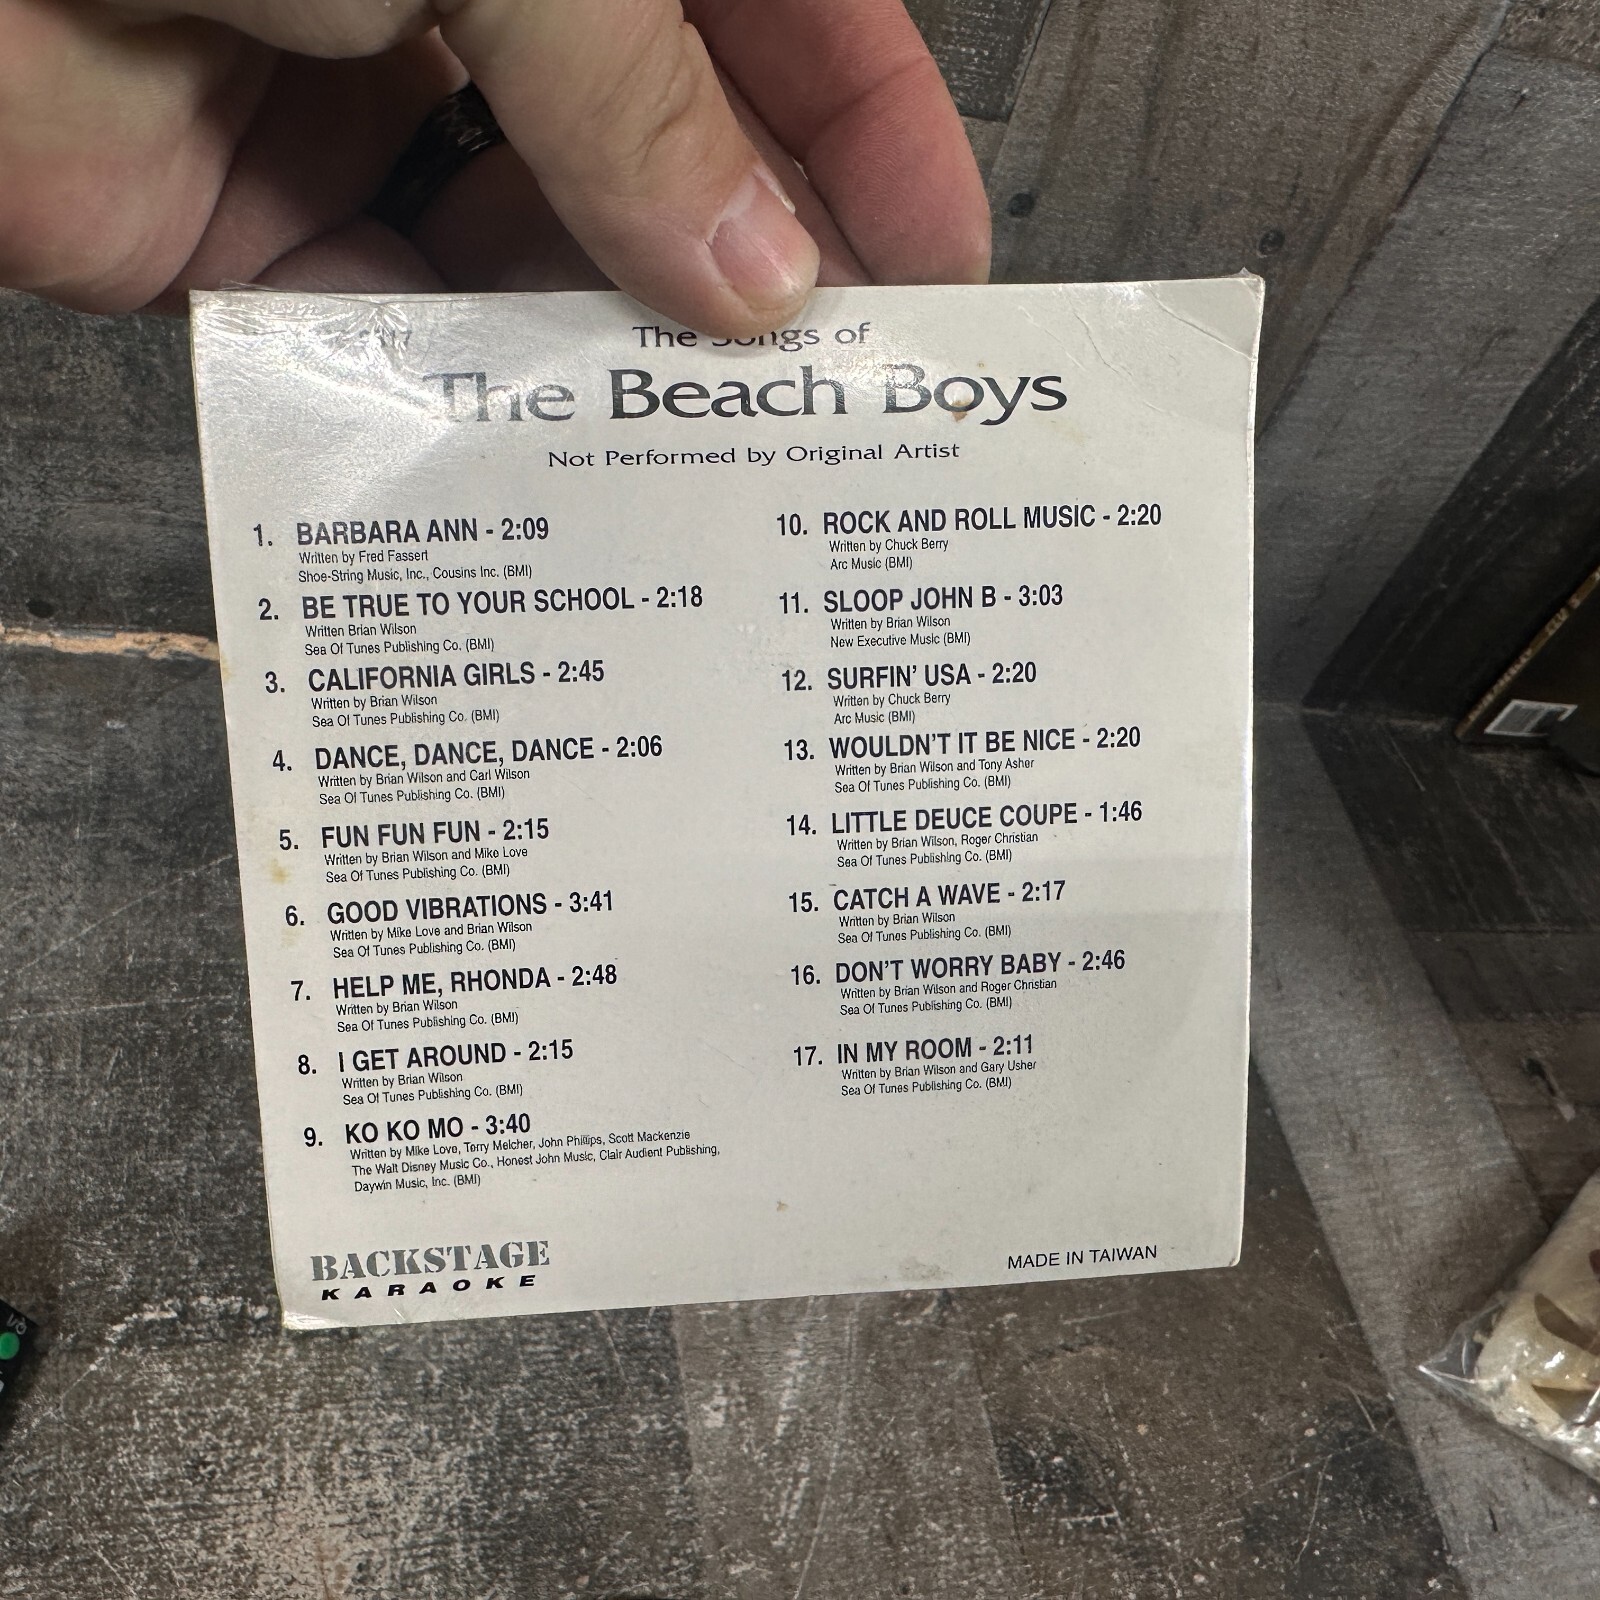 The Songs of
The Beach Boys
Not Performed by Original Artist
1. BARBARA ANN - 2:09
Written by Fred Fassert
Shoe-String Music, Inc., Cousins Inc. (BMI)
2. BE TRUE TO YOUR SCHOOL - 2:18
Written Brian Wilson
Sea Of Tunes Publishing Co. (BMI)
3. CALIFORNIA GIRLS - 2:45
Written by Brian Wilson
Sea Of Tunes Publishing Co. (BMI)
4. DANCE, DANCE, DANCE - 2:06
Written by Brian Wilson and Carl Wilson
Sea Of Tunes Publishing Co. (BMI)
5. FUN FUN FUN - 2:15
Written by Brian Wilson and Mike Love
Sea Of Tunes Publishing Co. (BMI)
6. GOOD VIBRATIONS - 3:41
Written by Mike Love and Brian Wilson
Sea Of Tunes Publishing Co. (BMI)
7. HELP ME, RHONDA - 2:48
Written by Brian Wilson
Sea Of Tunes Publishing Co. (BMI)
8. I GET AROUND - 2:15
Written by Brian Wilson
Sea Of Tunes Publishing Co. (BMI)
9. KO KO MO - 3:40
Written by Mike Love, Terry Melcher, John Phillips, Scott Mackenzie
The Walt Disney Music Co., Honest John Music, Clair Audient Publishing,
Daywin Music, Inc. (BMI)
10. ROCK AND ROLL MUSIC - 2:20
Written by Chuck Berry
Arc Music (BMI)
11. SLOOP JOHN B - 3:03
Written by Brian Wilson
New Executive Music (BMI)
12. SURFIN' USA - 2:20
Written by Chuck Berry
Arc Music (BMI)
13. WOULDN'T IT BE NICE - 2:20
Written by Brian Wilson and Tony Asher
Sea Of Tunes Publishing Co. (BMI)
14. LITTLE DEUCE COUPE - 1:46
Written by Brian Wilson, Roger Christian
Sea Of Tunes Publishing Co. (BMI)
15. CATCH A WAVE - 2:17
Written by Brian Wilson
Sea Of Tunes Publishing Co. (BMI)
16. DON'T WORRY BABY - 2:46
Written by Brian Wilson and Roger Christian
Sea Of Tunes Publishing Co. (BMI)
17. IN MY ROOM - 2:11
Written by Brian Wilson and Gary Usher
Sea Of Tunes Publishing Co. (BMI)
BACKSTAGE
KARAOKE
MADE IN TAIWAN